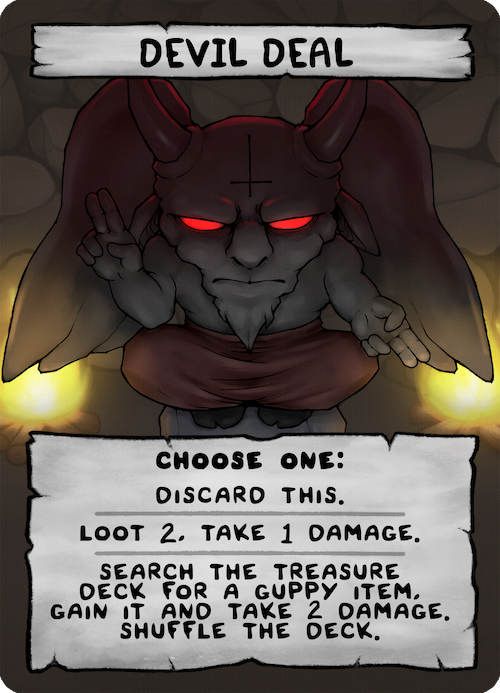 DEVIL DEAL
CHOOSE ONE:
DISCARD THIS.
LOOT 2, TAKE 1 DAMAGE.
SEARCH THE TREASURE
DECK FOR A GUPPY ITEM,
GAIN IT AND TAKE 2 DAMAGE.
SHUFFLE THE DECK.